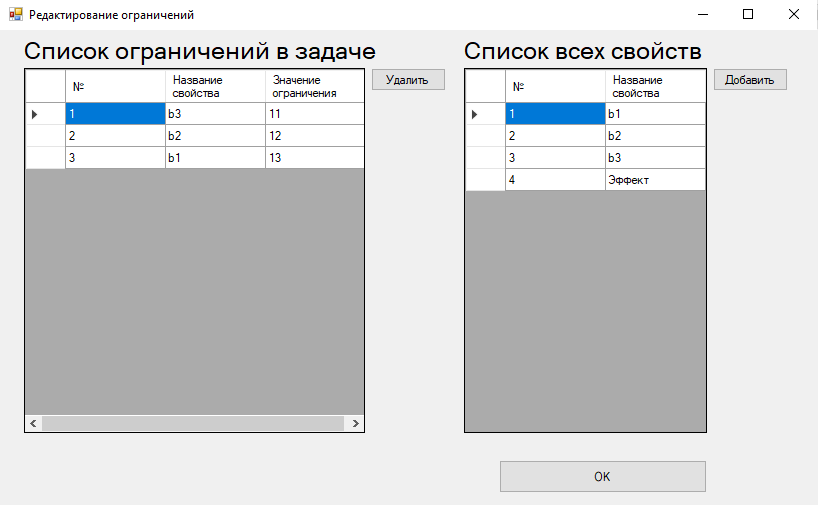 Редактирование ограничений
Список ограничений в задаче
Список всех свойств
№
Название
свойства
Значение
ограничения
Удалить
1 b3 11
2 b2 12
3 b1 13
№
Название
свойства
Добавить
1 b1
2 b2
3 b3
4 Эффект
OK